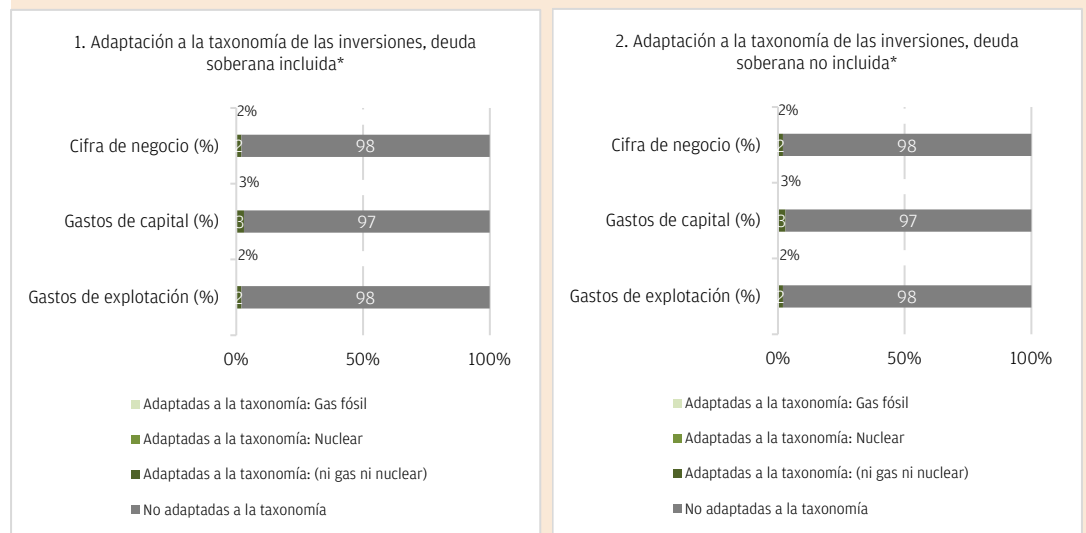 1. Adaptación a la taxonomía de las inversiones, deuda
soberana incluida*
2%
Cifra de negocio (%)
2 98
3%
Gastos de capital (%)
3 97
2%
Gastos de explotación (%)
2 98
0% 50% 100%
Adaptadas a la taxonomía: Gas fósil
Adaptadas a la taxonomía: Nuclear
Adaptadas a la taxonomía: (ni gas ni nuclear)
No adaptadas a la taxonomía
2. Adaptación a la taxonomía de las inversiones, deuda
soberana no incluida*
2%
Cifra de negocio (%)
2 98
3%
Gastos de capital (%)
3 97
2%
Gastos de explotación (%)
2 98
0% 50% 100%
Adaptadas a la taxonomía: Gas fósil
Adaptadas a la taxonomía: Nuclear
Adaptadas a la taxonomía: (ni gas ni nuclear)
No adaptadas a la taxonomía